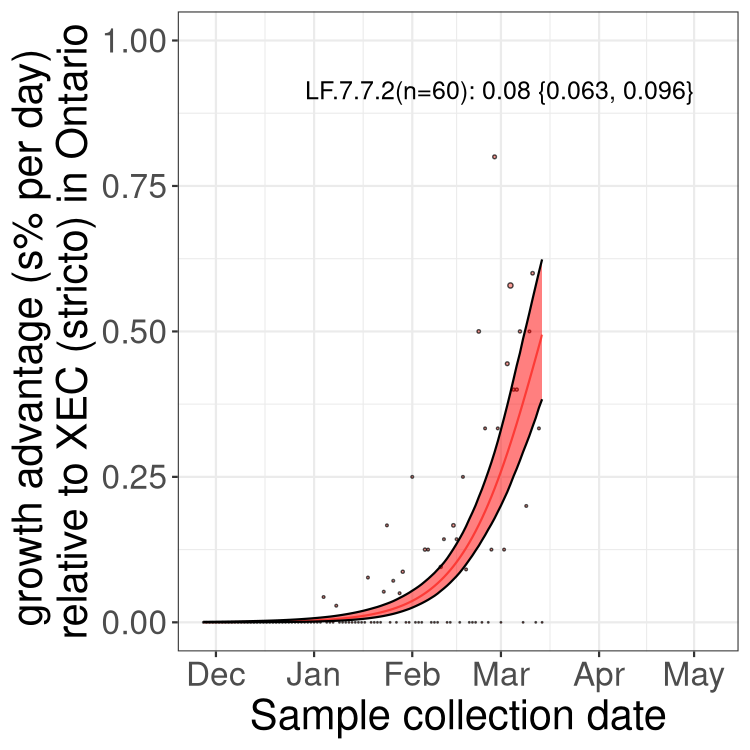 growth advantage (s% per day)
relative to XEC (stricto) in Ontario
1.00
0.75
0.50
0.25
0.00
LF.7.7.2(n=60): 0.08 {0.063, 0.096}
Dec Jan Feb Mar Apr May
Sample collection date